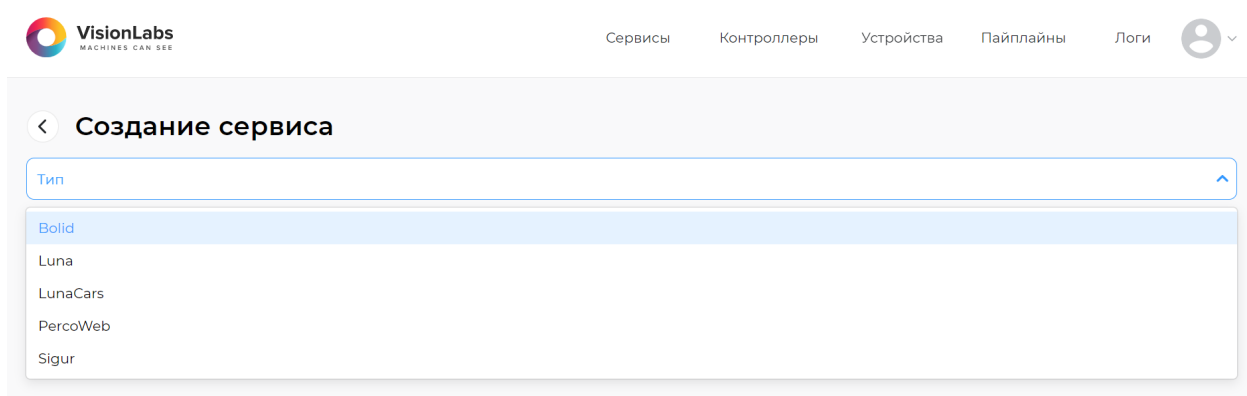 VisionLabs
MACHINES CAN SEE
Сервисы Контроллеры Устройства Пайплайны Логи
Создание сервиса
Тип
Bolid
Luna
LunaCars
PercoWeb
Sigur